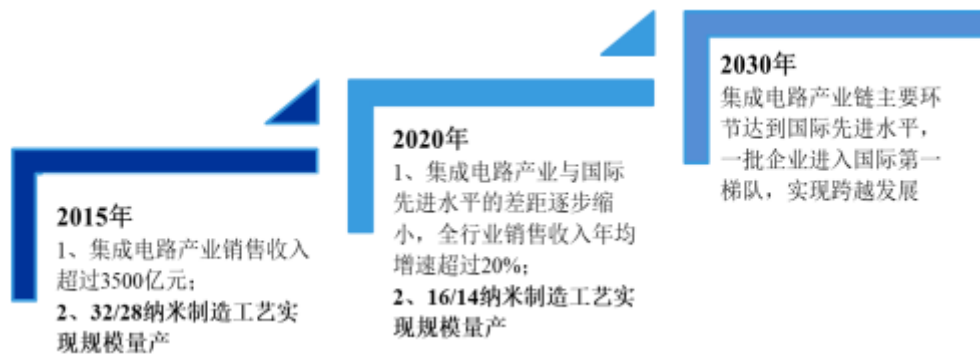 2015年
1、集成电路产业销售收入
超过3500亿元；
2、32/28纳米制造工艺实
现规模量产
2020年
1、集成电路产业与国际
先进水平的差距逐步缩
小，全行业销售收入年均
增速超过20%；
2、16/14纳米制造工艺实
现规模量产
2030年
集成电路产业链主要环
节达到国际先进水平，
一批企业进入国际第一
梯队，实现跨越发展